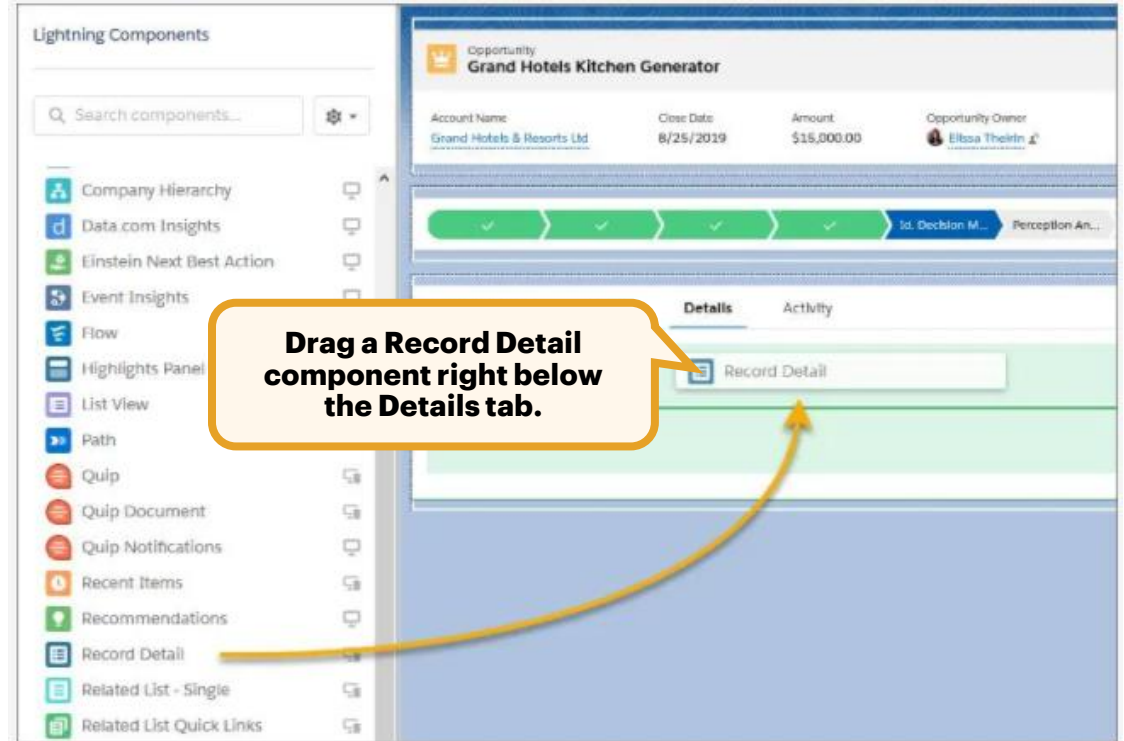 Lightning Components
Search components...
Company Hierarchy
Data.com Insights
Einstein Next Best Action
Event Insights
Flow
Highlights Panel
List View
Path
Quip
Quip Document
Quip Notifications
Recent Items
Recommendations
Record Detail
Related List - Single
Related List Quick Links
Opportunity
Grand Hotels Kitchen Generator
Account Name Close Date Amount Opportunity Owner
Grand Hotels & Resorts Ltd 8/25/2019 $15,000.00 Elissa
Id. Decision M... Perception An...
Details Activity
Record Detail
Drag a Record Detail
component right below
the Details tab.